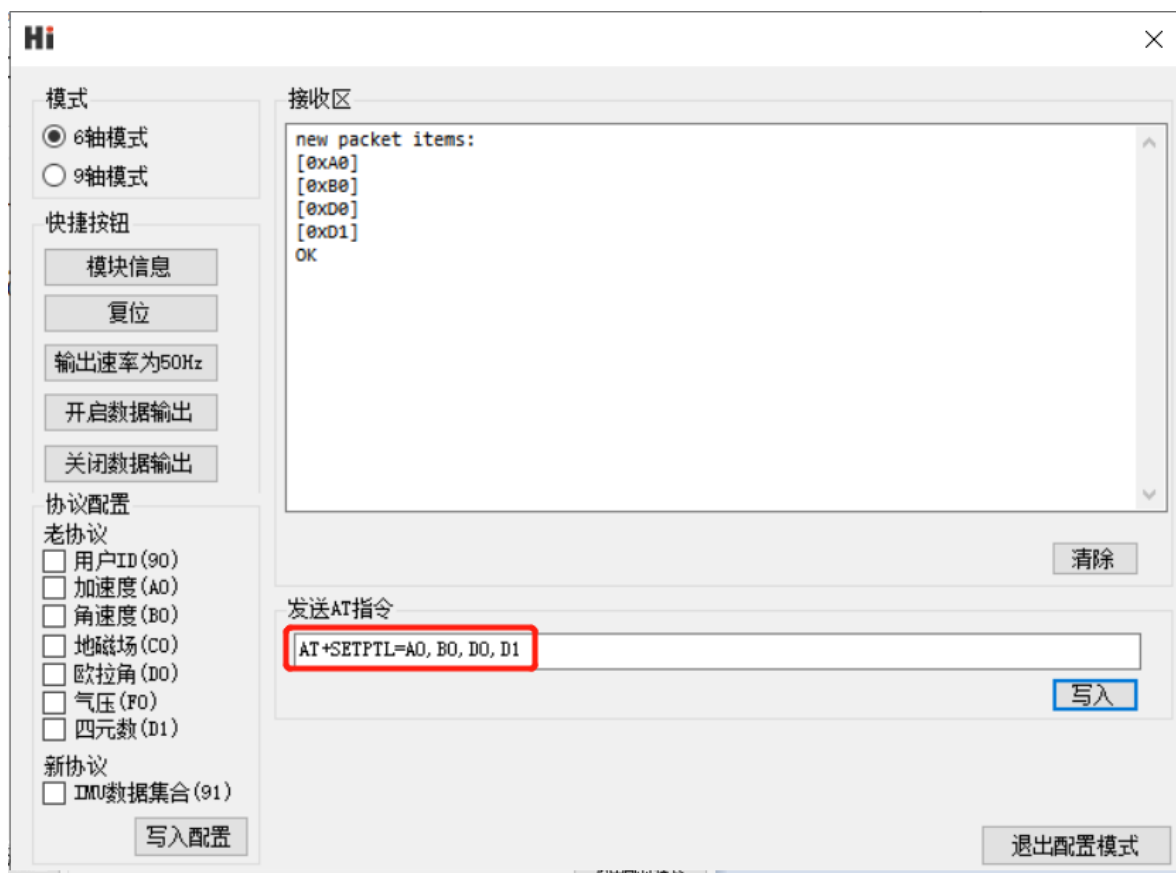 Hi
模式
6轴模式
9轴模式
快捷按钮
模块信息
复位
输出速率为50Hz
开启数据输出
关闭数据输出
协议配置
老协议
用户ID(90)
加速度(A0)
角速度(B0)
地磁场(C0)
欧拉角(D0)
气压(F0)
四元数(D1)
新协议
IMU数据集合(91)
写入配置
接收区
new packet items:
[0xA0]
[0xB0]
[0xD0]
[0xD1]
OK
清除
发送AT指令
AT+SETPTL=A0,B0,D0,D1
写入
退出配置模式